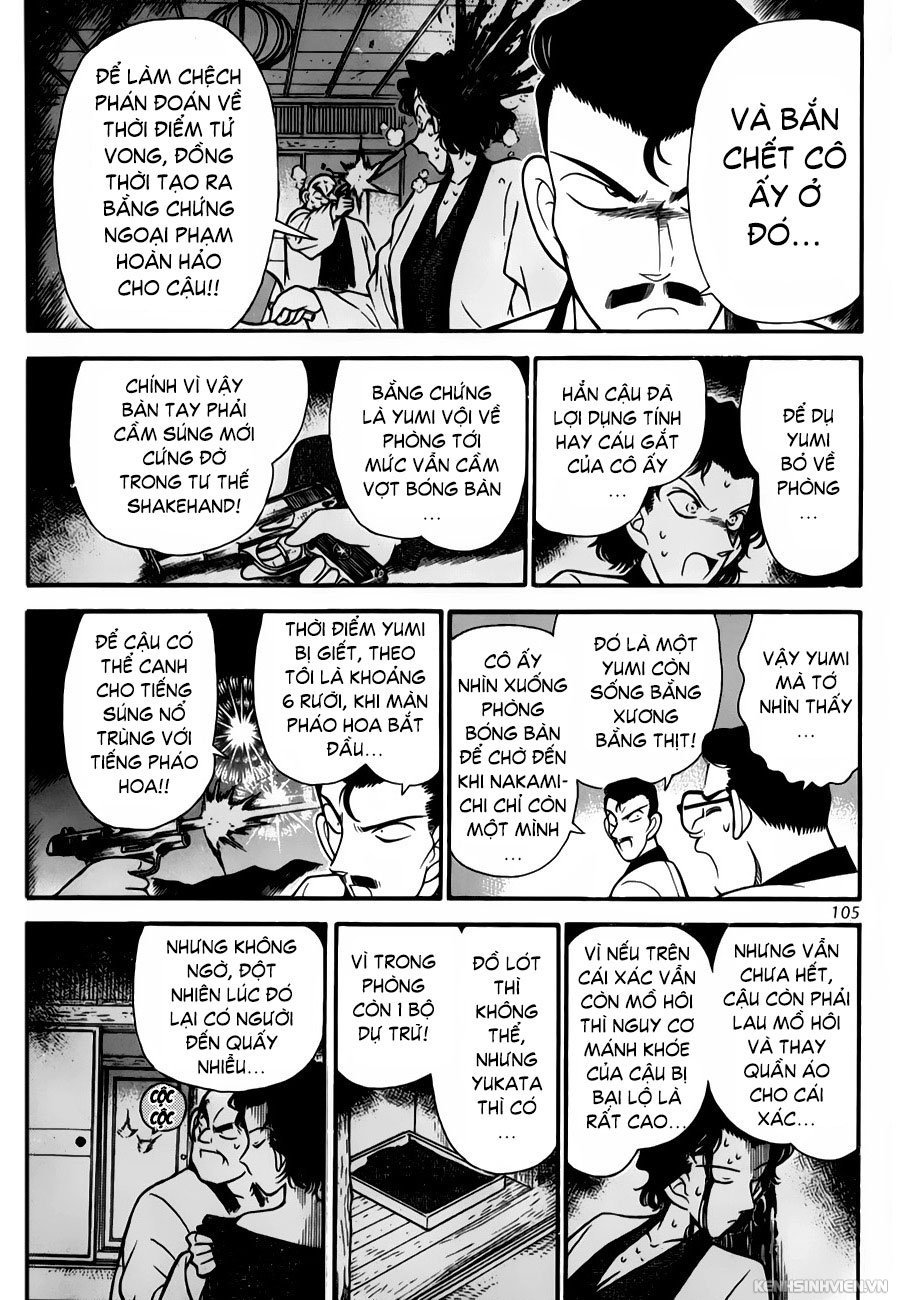 VÀ BẮN
CHẾT CÔ
ẤY Ở
ĐÓ...
ĐỂ LÀM CHỆCH
PHÁN ĐOÁN VỀ
THỜI ĐIỂM TỬ
VONG, ĐỒNG
THỜI TẠO RA
BẰNG CHỨNG
NGOẠI PHẠM
HOÀN HẢO
CHO CẬU!!
ĐỂ DỤ
YUMI
BỎ VỀ
PHÒNG
HẲN CẬU ĐÃ
LỢI DỤNG TÍNH
HAY CÁU GẮT
CỦA CÔ ẤY
...
BẰNG CHỨNG
LÀ YUMI VỘI VỀ
PHÒNG TỚI
MỨC VẪN CẦM
VỢT BÓNG BÀN
...
CHÍNH VÌ VẬY
BÀN TAY PHẢI
CẦM SÚNG MỚI
CỨNG ĐỜ
TRONG TƯ THẾ
SHAKEHAND!
VẬY YUMI
MÀ TỚ
NHÌN THẤY
...
ĐÓ LÀ MỘT
YUMI CÒN
SỐNG BẰNG
XƯƠNG
BẰNG THỊT!
CÔ ẤY
NHÌN XUỐNG
PHÒNG
BÓNG BÀN
ĐỂ CHỜ ĐẾN
KHI NAKAMI-
CHI CHỈ CÒN
MỘT MÌNH
...
THỜI ĐIỂM YUMI
BỊ GIẾT, THEO
TÔI LÀ KHOẢNG
6 RƯỠI, KHI MÀN
PHÁO HOA BẮT
ĐẦU...
ĐỂ CẬU CÓ
THỂ CANH
CHO TIẾNG
SÚNG NỔ
TRÙNG VỚI
TIẾNG PHÁO
HOA!!
105
NHƯNG VẪN
CHƯA HẾT,
CẬU CÒN PHẢI
LAU MỒ HÔI
VÀ THAY
QUẦN ÁO
CHO CÁI
XÁC...
VÌ NẾU TRÊN
CÁI XÁC VẪN
CÒN MỒ HÔI
THÌ NGUY CƠ
MÁNH KHÓE
CỦA CẬU BỊ
BẠI LỘ LÀ
RẤT CAO...
ĐỒ LÓT
THÌ
KHÔNG
THỂ,
NHƯNG
YUKATA
THÌ CÓ
...
VÌ TRONG
PHÒNG
CÒN 1 BỘ
DỰ TRỮ!
NHƯNG KHÔNG
NGỜ, ĐỘT
NHIÊN LÚC ĐÓ
LẠI CÓ NGƯỜI
ĐẾN QUẤY
NHIỄU...
CỘC
CỘC
KENHSINHVIEN.VN